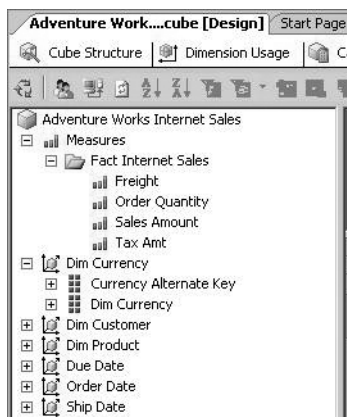 Adventure Work....cube [Design] Start Page
Cube Structure Dimension Usage C
Adventure Works Internet Sales
Measures
Fact Internet Sales
Freight
Order Quantity
Sales Amount
Tax Amt
Dim Currency
Currency Alternate Key
Dim Currency
Dim Customer
Dim Product
Due Date
Order Date
Ship Date